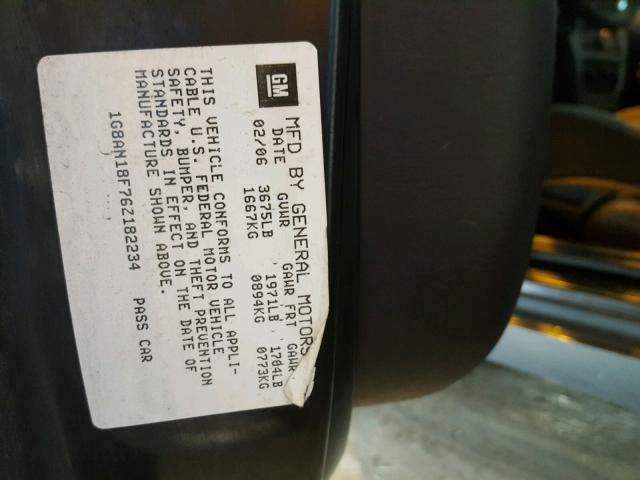 GM
MFD BY GENERAL MOTORS
DATE GVWR GAWR FRT GAWR
02/06 3675LB 1971LB 1704LB
1667KG 0894KG 0773KG
THIS VEHICLE CONFORMS TO ALL APPLI-
CABLE U.S. FEDERAL MOTOR VEHICLE
SAFETY, BUMPER, AND THEFT PREVENTION
STANDARDS IN EFFECT ON THE DATE OF
MANUFACTURE SHOWN ABOVE.
1G8AN18F76Z182234 PASS CAR